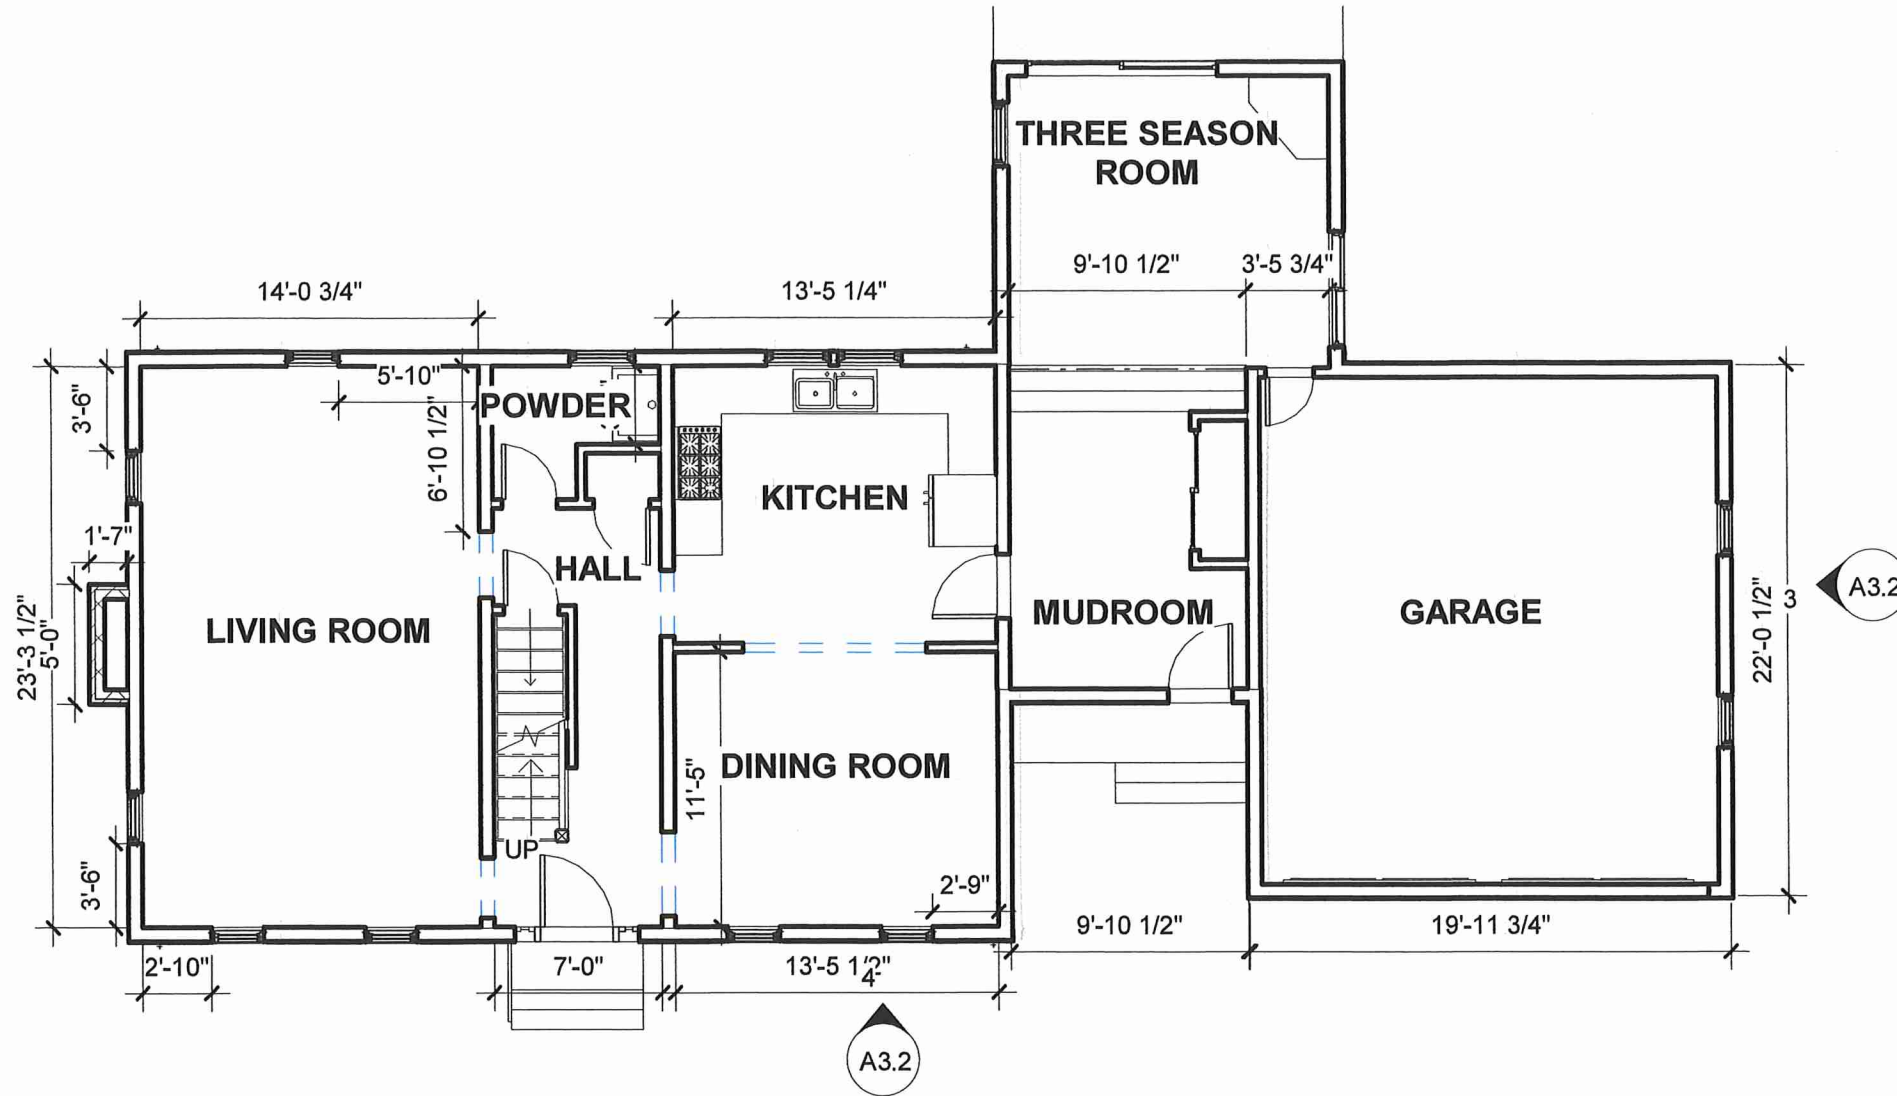 THREE SEASON
ROOM
9'-10 1/2"
3'-5 3/4"
14'-0 3/4"
13'-5 1/4"
5'-10"
3'-6"
POWDER
6'-10 1/2"
KITCHEN
1'-7"
HALL
A3.2
3
22'-0 1/2"
23'-3 1/2"
5'-0"
LIVING ROOM
MUDROOM
GARAGE
DINING ROOM
11'-5"
UP
3'-6"
2'-9"
9'-10 1/2"
19'-11 3/4"
2'-10"
7'-0"
13'-5 1/2"
4
A3.2